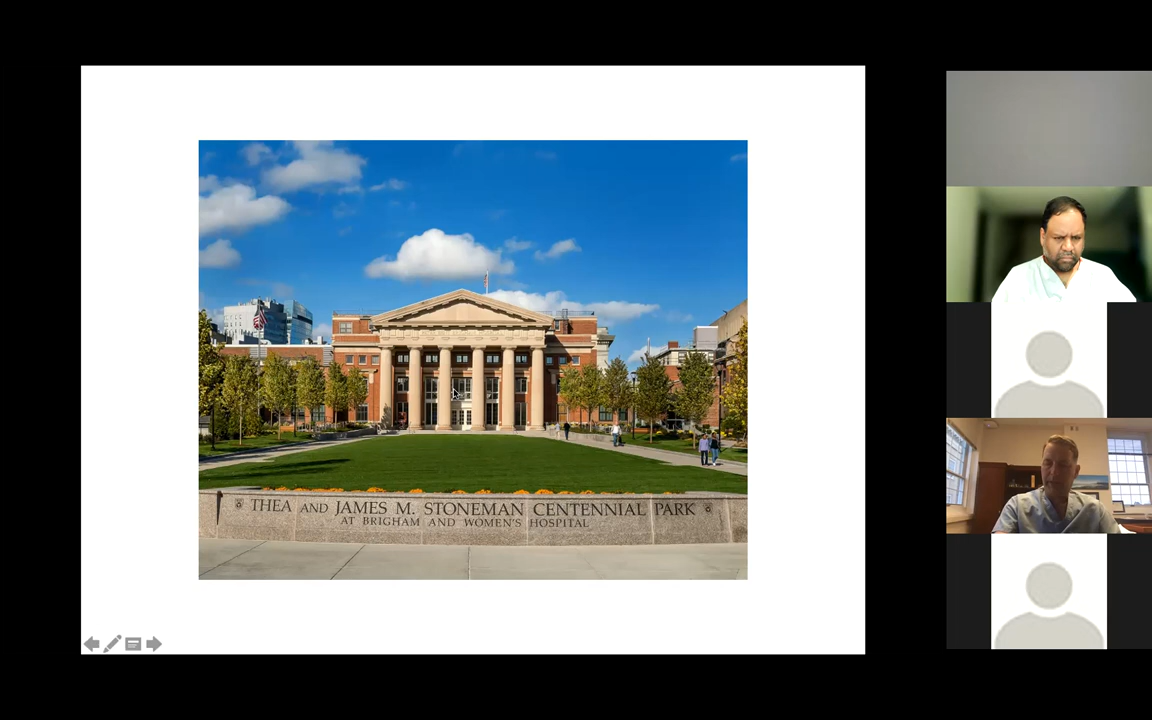 THEA AND JAMES M. STONEMAN CENTENNIAL PARK
AT BRIGHAM AND WOMEN'S HOSPITAL